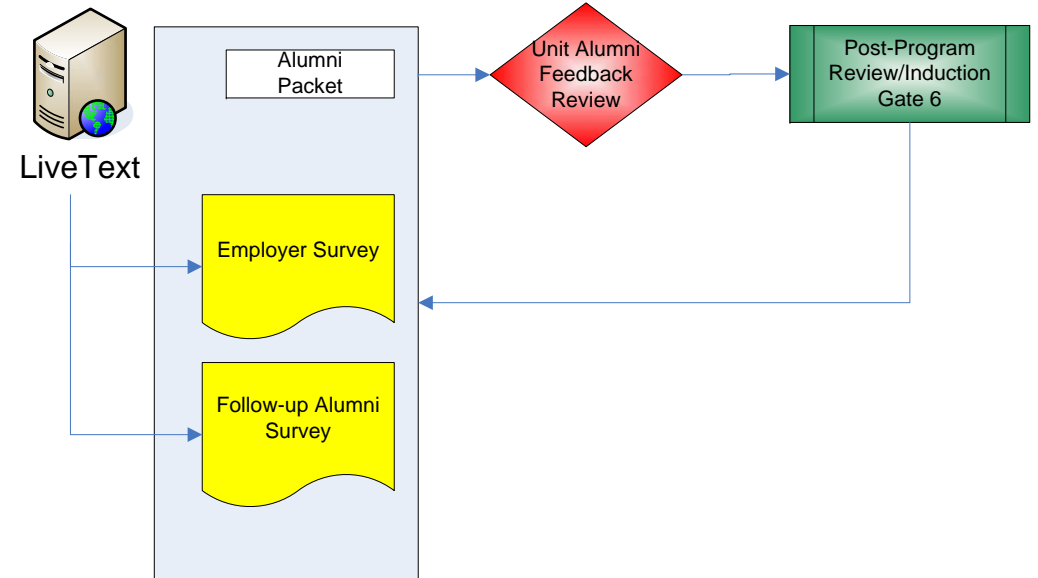 LiveText
Alumni
Packet
Unit Alumni
Feedback
Review
Post-Program
Review/Induction
Gate 6
Employer Survey
Follow-up Alumni
Survey